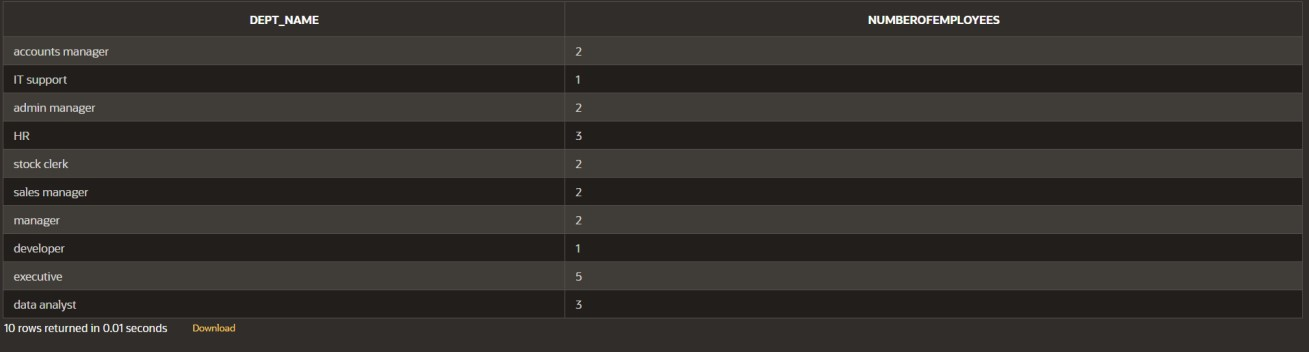 DEPT_NAME NUMBEROFEMPLOYEES
accounts manager 2
IT support 1
admin manager 2
HR 3
stock clerk 2
sales manager 2
manager 2
developer 1
executive 5
data analyst 3
10 rows returned in 0.01 seconds Download